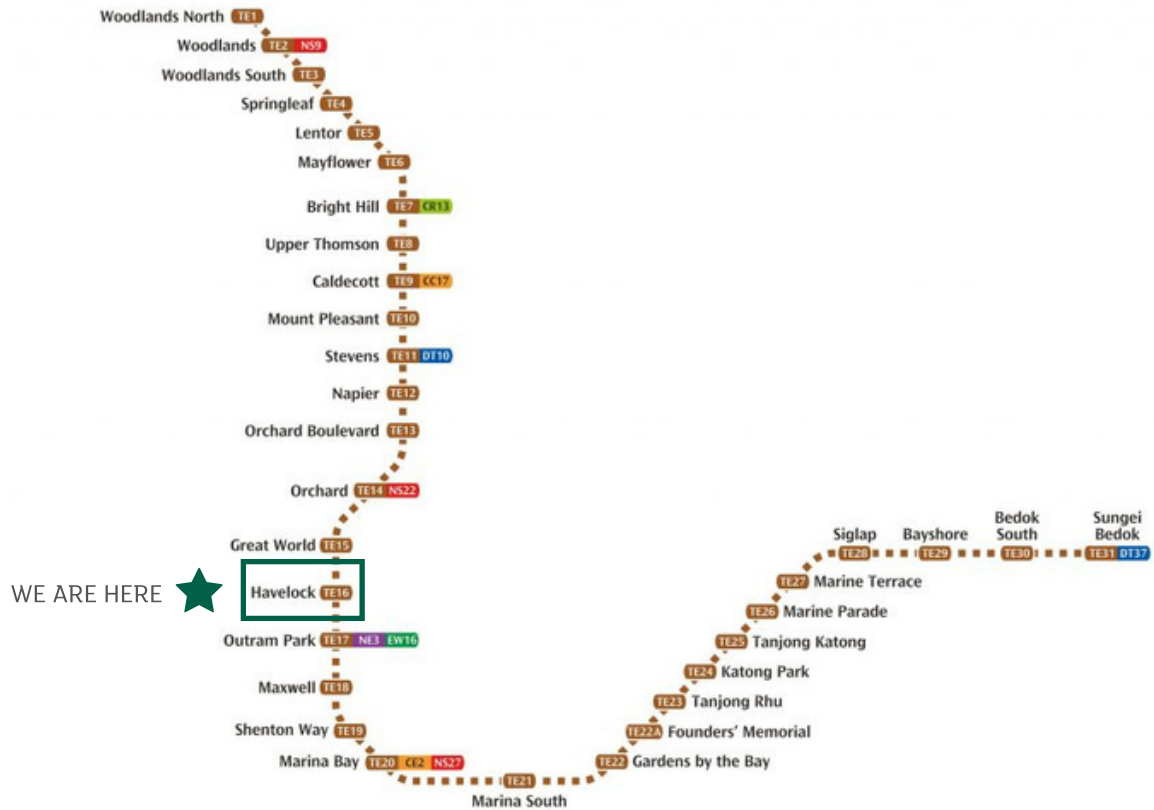 Woodlands North TE1
Woodlands TE2 NS9
Woodlands South TE3
Springleaf TE4
Lentor TE5
Mayflower TE6
Bright Hill TE7 CR13
Upper Thomson TE8
Caldecott TE9 CC17
Mount Pleasant TE10
Stevens TE11 DT10
Napier TE12
Orchard Boulevard TE13
Orchard TE14 NS22
Great World TE15
WE ARE HERE
Havelock TE16
Outram Park TE17 NE3 EW16
Maxwell TE18
Shenton Way TE19
Marina Bay TE20 CE2 NS27
TE21
Marina South
TE22 Gardens by the Bay
TE22A Founders' Memorial
TE23 Tanjong Rhu
TE24 Katong Park
TE25 Tanjong Katong
TE26 Marine Parade
TE27 Marine Terrace
Siglap
TE28
Bayshore
TE29
Bedok
South
TE30
Sungei
Bedok
TE31 DT37